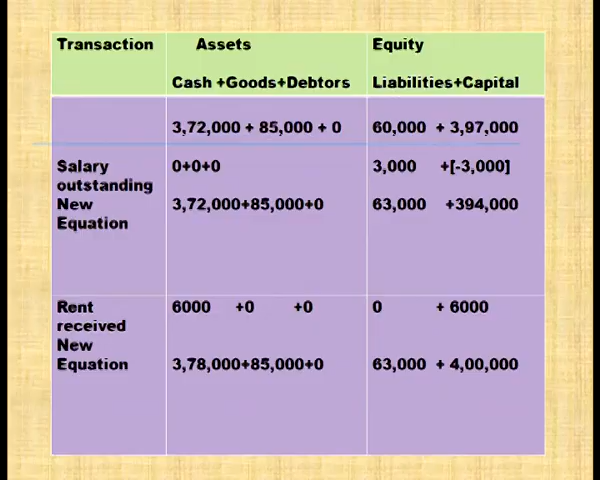 Transaction Assets Equity
Cash +Goods+Debtors Liabilities+Capital
3,72,000 + 85,000 + 0 60,000 + 3,97,000
Salary 0+0+0 3,000 +[-3,000]
outstanding
New 3,72,000+85,000+0 63,000 +394,000
Equation
Rent 6000 +0 +0 0 + 6000
received
New
Equation 3,78,000+85,000+0 63,000 + 4,00,000